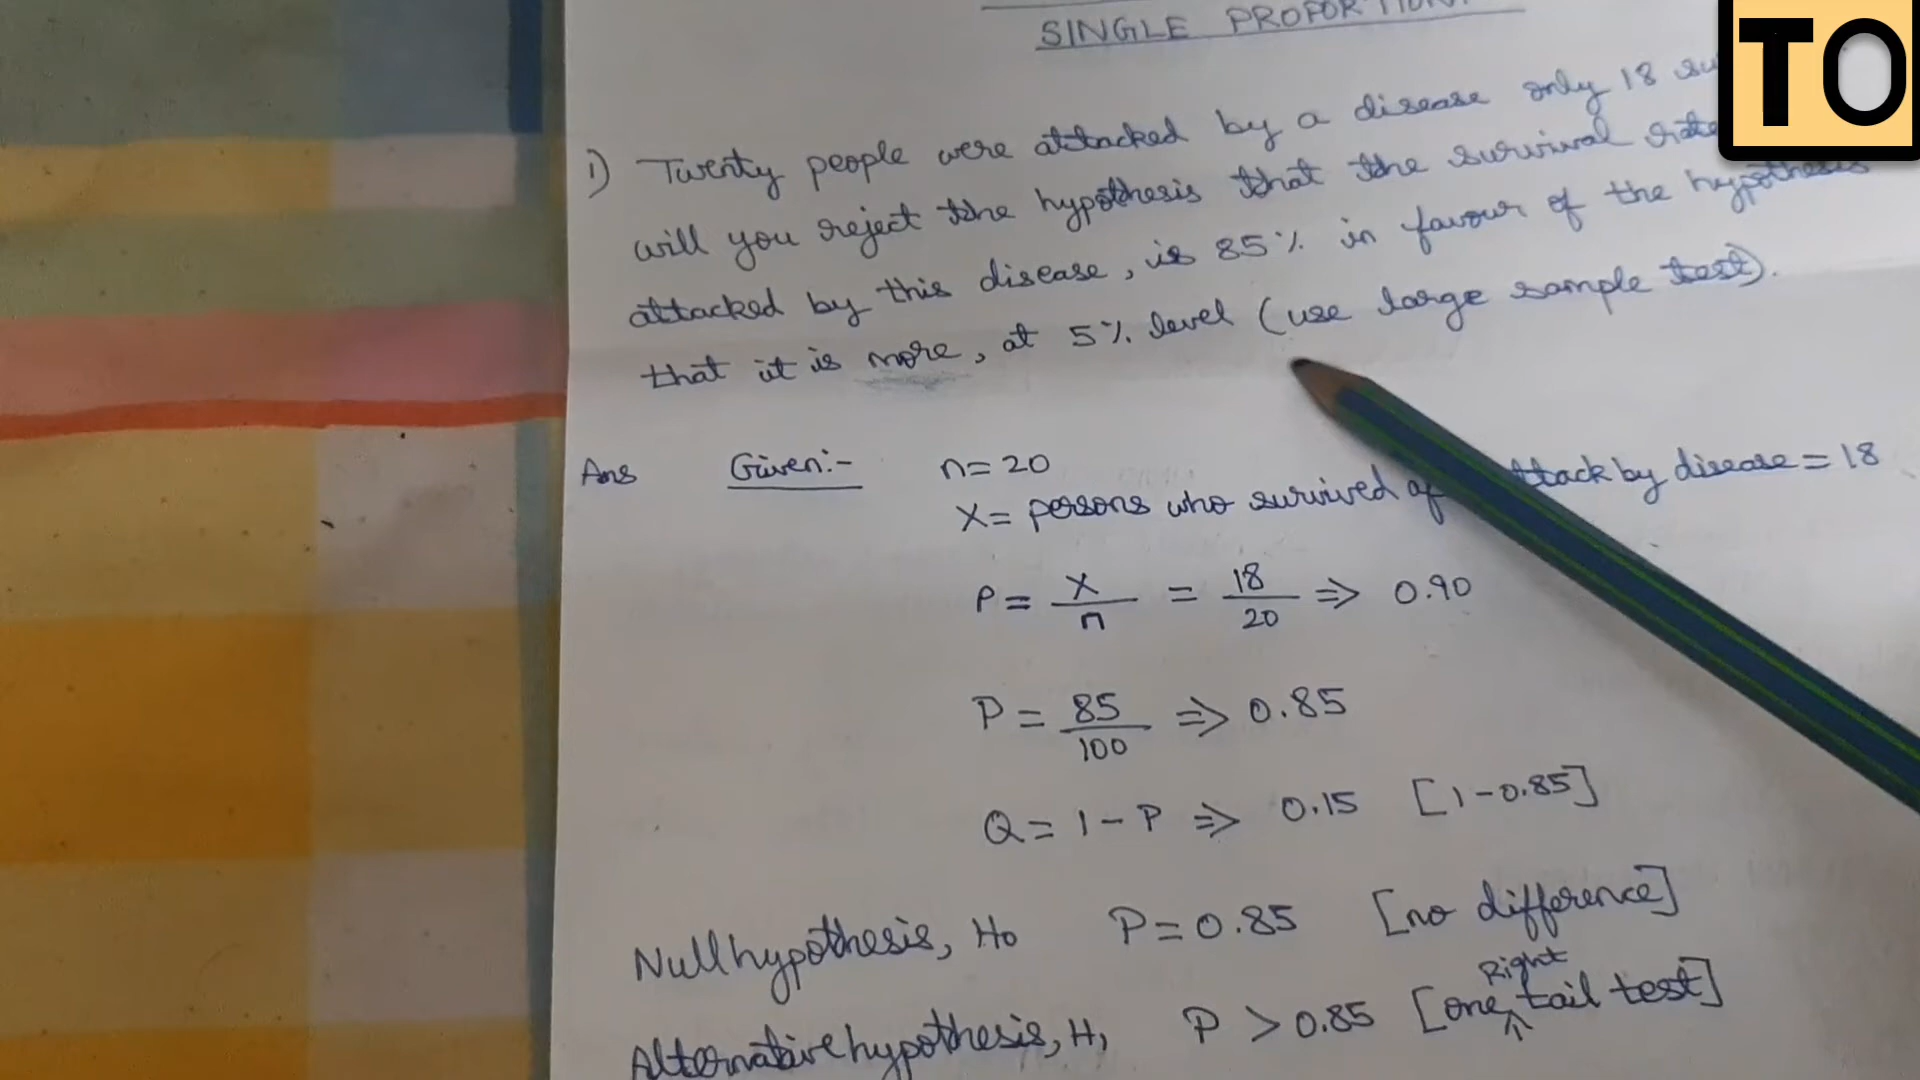 SINGLE PROPORTION
TO
1) Twenty people were attacked by a disease only 18
will you reject the hypothesis that the survival rate
attacked by this disease, is 85% in favour of the hypothesis
that it is more, at 5% level (use large sample test).
Ans Given:- n = 20
X = persons who survived attack by disease = 18
P = X/n = 18/20 => 0.90
P = 85/100 => 0.85
Q = 1 - P => 0.15 [1-0.85]
Null hypothesis, H0 P = 0.85 [no difference]
Right
Alternative hypothesis, H1 P > 0.85 [one tail test]